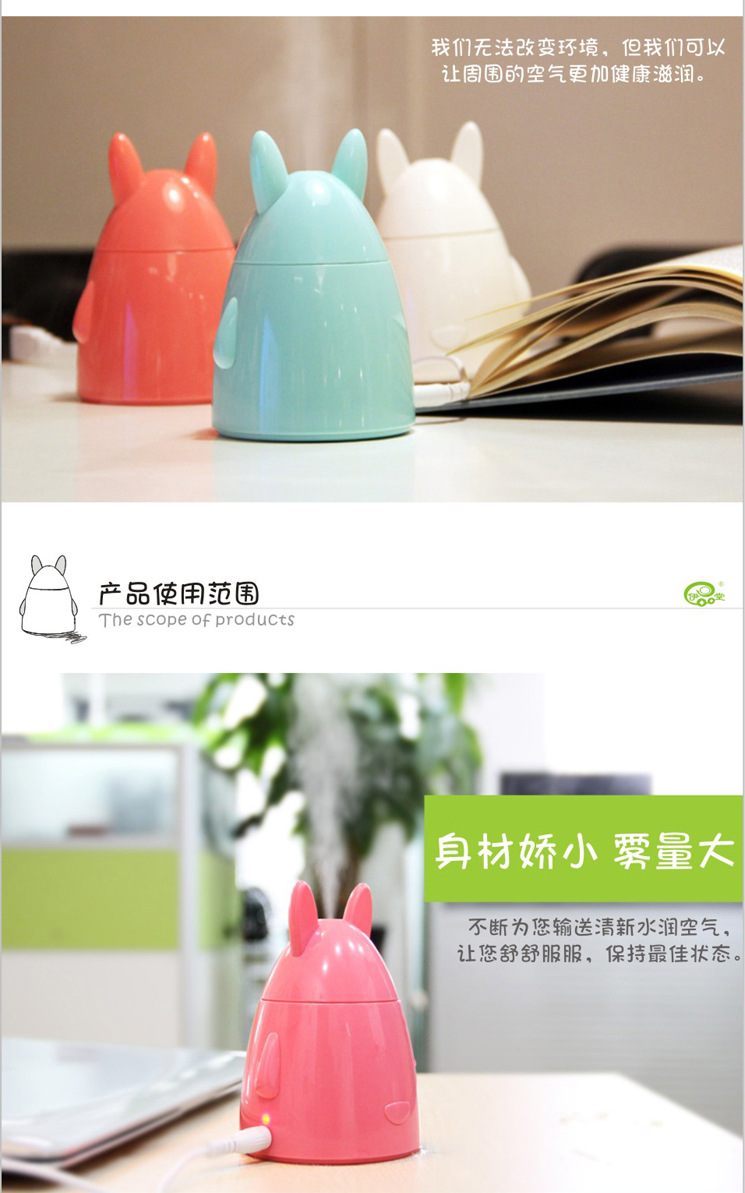 我们无法改变环境，但我们可以
让周围的空气更加健康滋润。
产品使用范围
The scope of products
伊 堂
®
身材娇小 雾量大
不断为您输送清新水润空气，
让您舒舒服服，保持最佳状态。